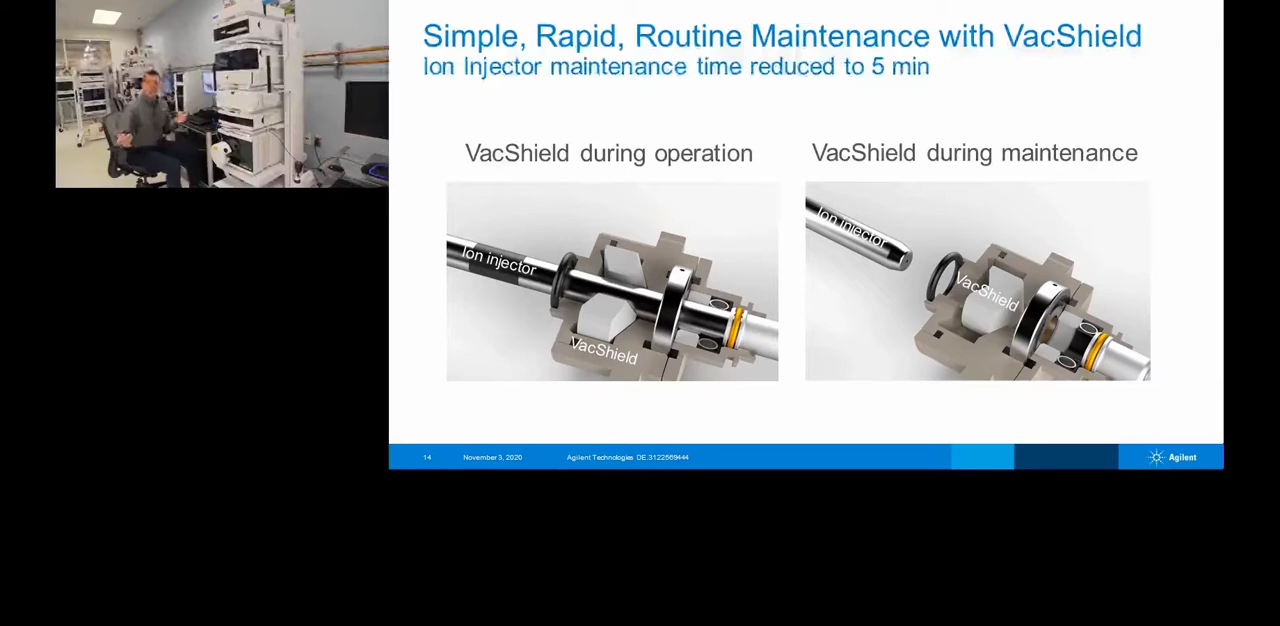 Simple, Rapid, Routine Maintenance with VacShield
Ion Injector maintenance time reduced to 5 min
VacShield during operation
VacShield during maintenance
Ion injector
VacShield
Ion injector
VacShield
14
November 3, 2020
Agilent Technologies DE.3122569444
Agilent